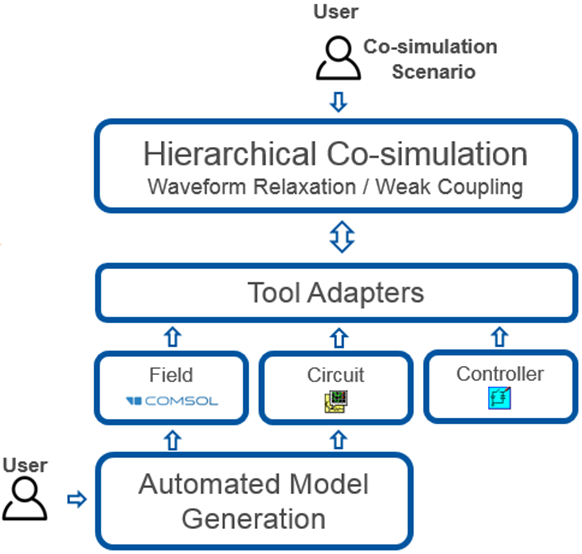 User
Co-simulation
Scenario
Hierarchical Co-simulation
Waveform Relaxation / Weak Coupling
Tool Adapters
Field
COMSOL
Circuit
Controller
User
Automated Model
Generation